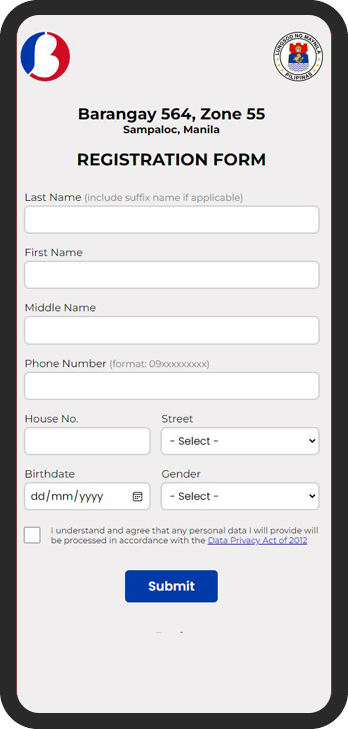 LUNGSOD NG MAYNILA
PILIPINAS
Barangay 564, Zone 55
Sampaloc, Manila
REGISTRATION FORM
Last Name (include suffix name if applicable)
First Name
Middle Name
Phone Number (format: 09xxxxxxxxx)
House No. Street
- Select -
Birthdate Gender
dd/mm/yyyy - Select -
I understand and agree that any personal data I will provide will
be processed in accordance with the Data Privacy Act of 2012
Submit